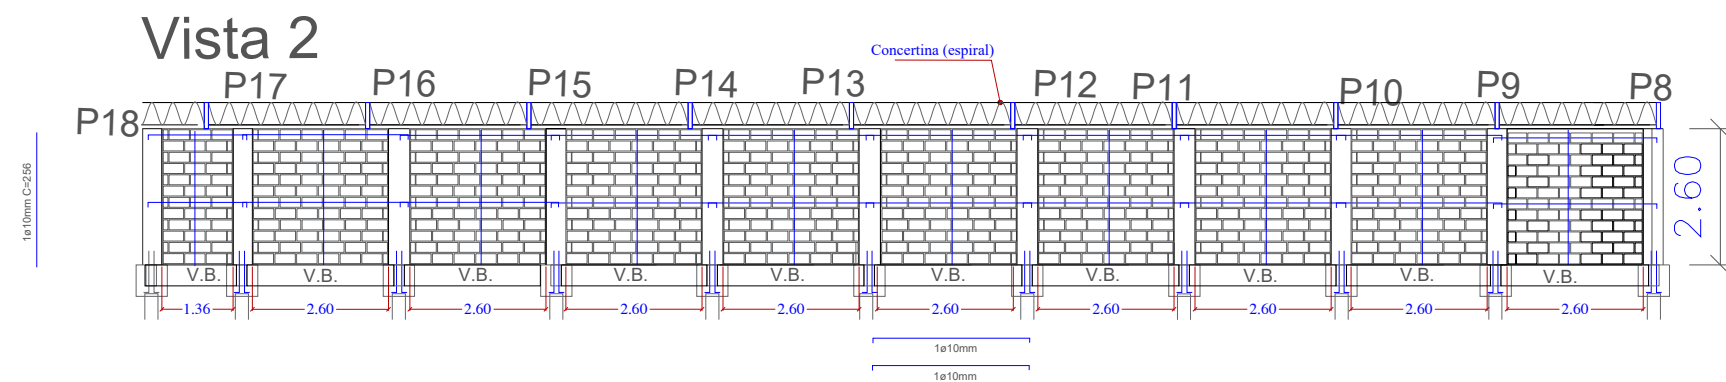 Vista 2
Concertina (espiral)
P18 P17 P16 P15 P14 P13 P12 P11 P10 P9 P8
1ø10mm C=256
2.60
V.B. V.B. V.B. V.B. V.B. V.B. V.B. V.B. V.B. V.B.
1.36 2.60 2.60 2.60 2.60 2.60 2.60 2.60 2.60 2.60
1ø10mm
1ø10mm